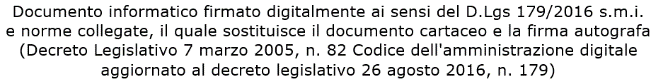 Documento informatico firmato digitalmente ai sensi del D.Lgs 179/2016 s.m.i.
e norme collegate, il quale sostituisce il documento cartaceo e la firma autografa
(Decreto Legislativo 7 marzo 2005, n. 82 Codice dell'amministrazione digitale
aggiornato al decreto legislativo 26 agosto 2016, n. 179)